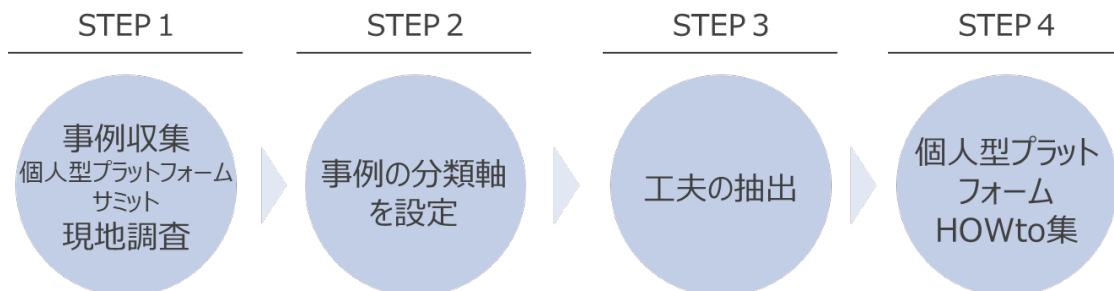 STEP 1
STEP 2
STEP 3
STEP 4
事例収集
個人型プラットフォーム
サミット
現地調査
事例の分類軸
を設定
工夫の抽出
個人型プラット
フォーム
HOWto集